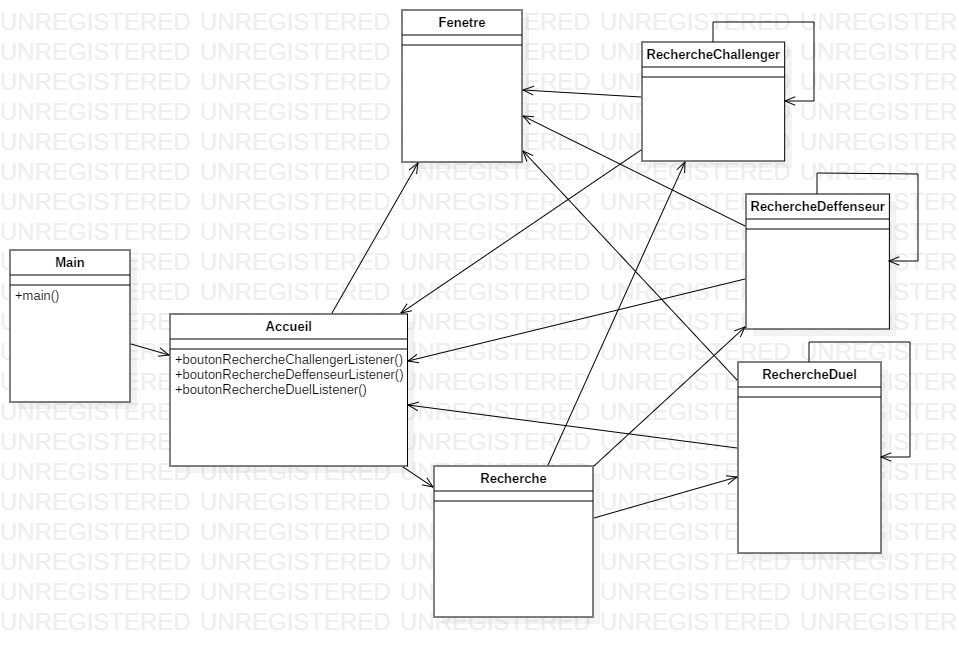 Fenetre
RechercheChallenger
RechercheDeffenseur
Main
+main()
Accueil
+boutonRechercheChallengerListener()
+boutonRechercheDeffenseurListener()
+boutonRechercheDuelListener()
RechercheDuel
Recherche
UNREGISTERED UNREGISTERED UNREGISTERED UNREGISTERED UNREGISTERED